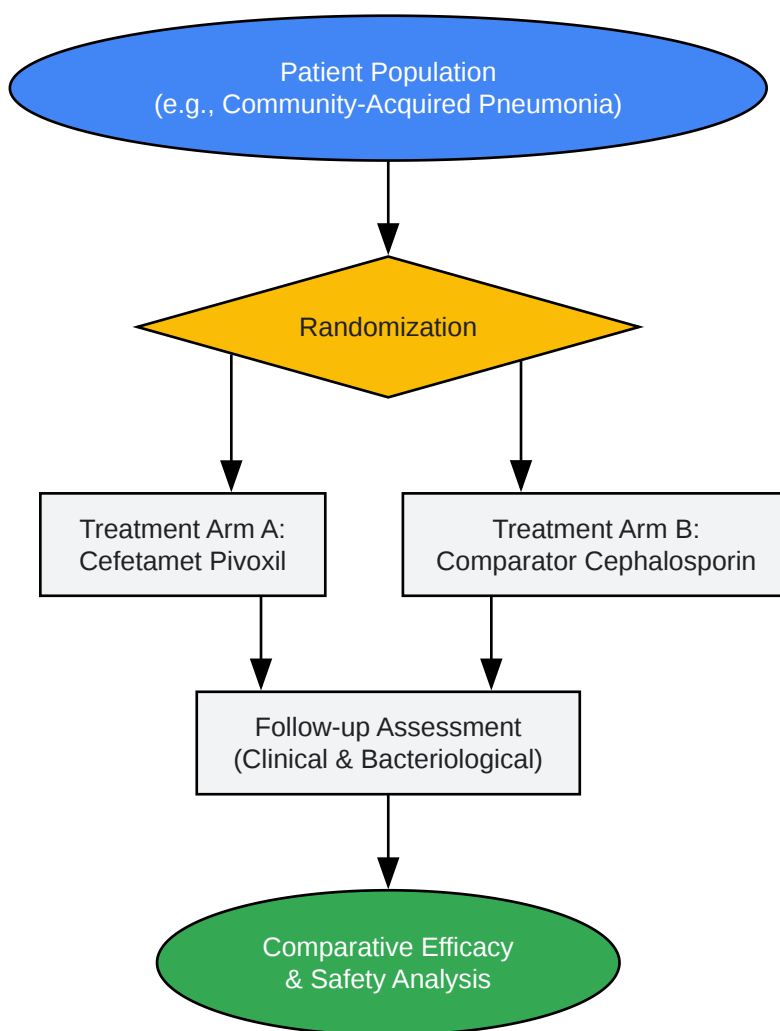 Patient Population
(e.g., Community-Acquired Pneumonia)
Randomization
Treatment Arm A:
Cefetamet Pivoxil
Treatment Arm B:
Comparator Cephalosporin
Follow-up Assessment
(Clinical & Bacteriological)
Comparative Efficacy
& Safety Analysis